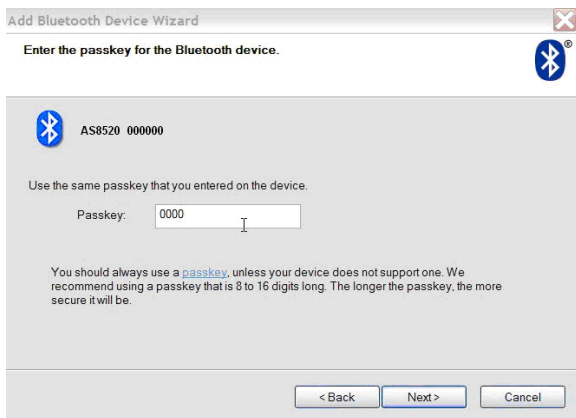 Add Bluetooth Device Wizard
Enter the passkey for the Bluetooth device.
®
AS8520 000000
Use the same passkey that you entered on the device.
Passkey: 0000
You should always use a passkey, unless your device does not support one. We
recommend using a passkey that is 8 to 16 digits long. The longer the passkey, the more
secure it will be.
< Back Next > Cancel